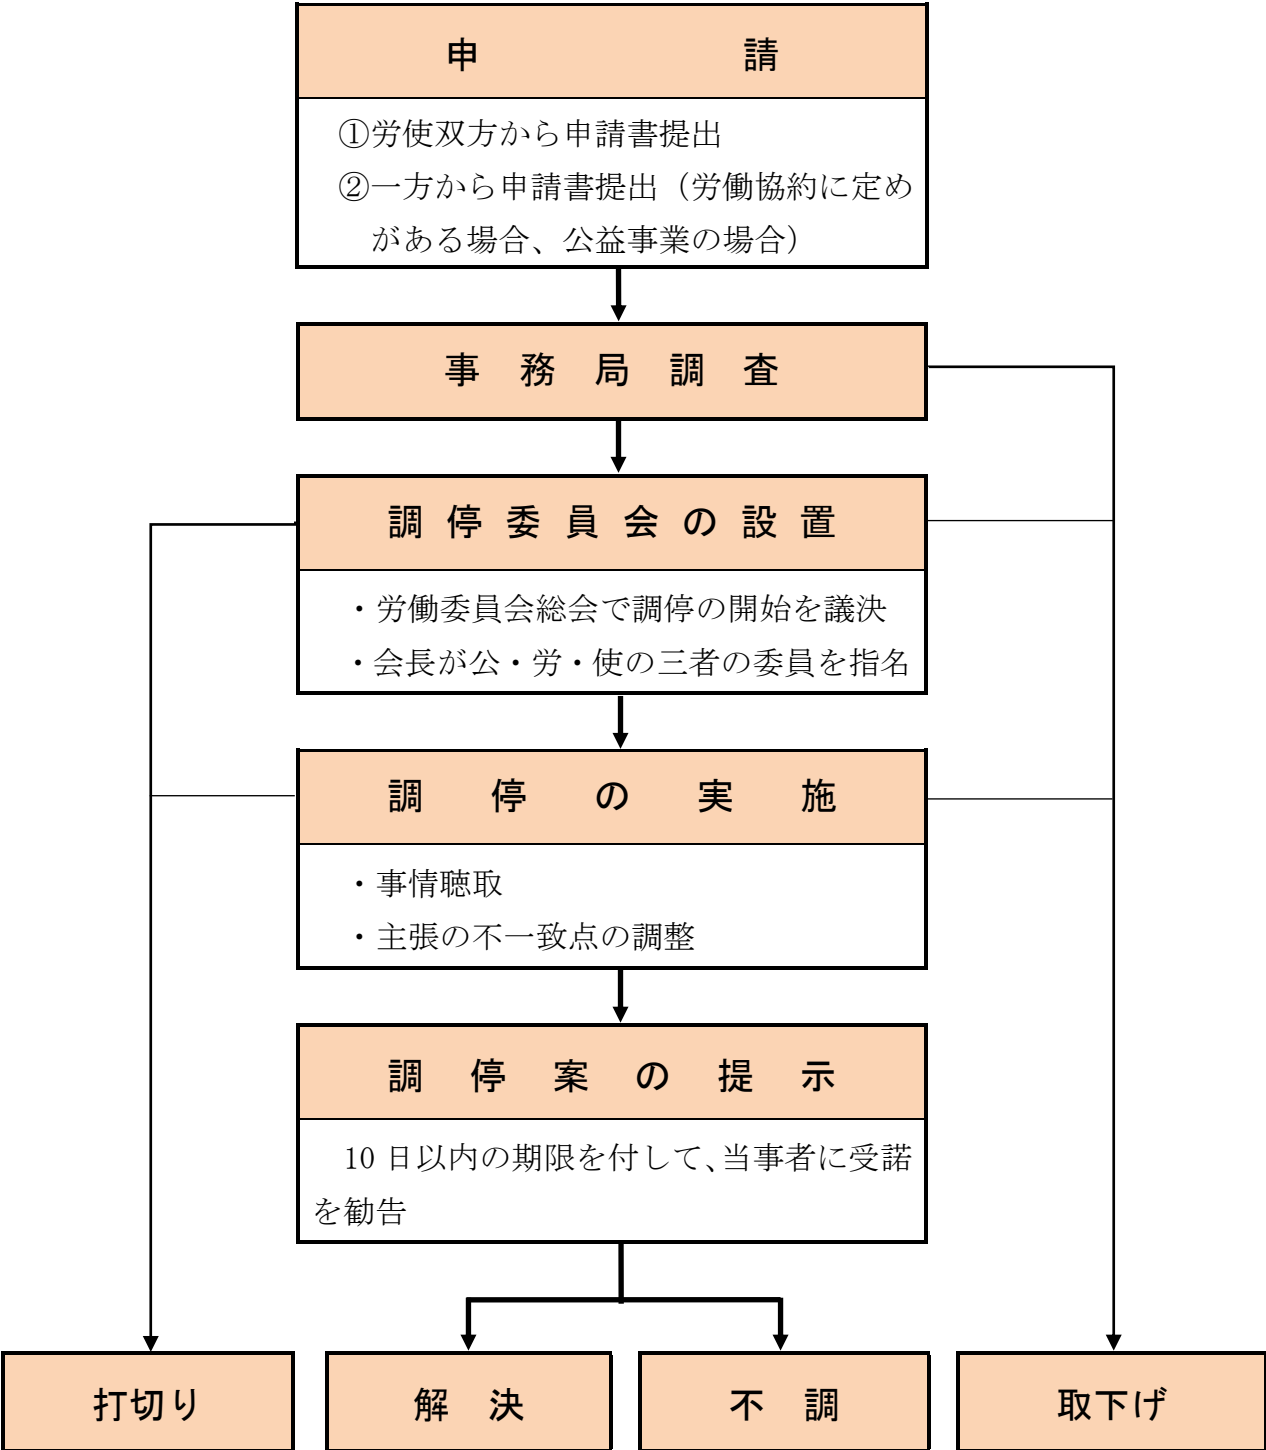 申請
①労使双方から申請書提出
②一方から申請書提出（労働協約に定め
がある場合、公益事業の場合）
事務局調査
調停委員会の設置
・労働委員会総会で調停の開始を議決
・会長が公・労・使の三者の委員を指名
調停の実施
・事情聴取
・主張の不一致点の調整
調停案の提示
10日以内の期限を付して、当事者に受諾
を勧告
打切り
解決
不調
取下げ